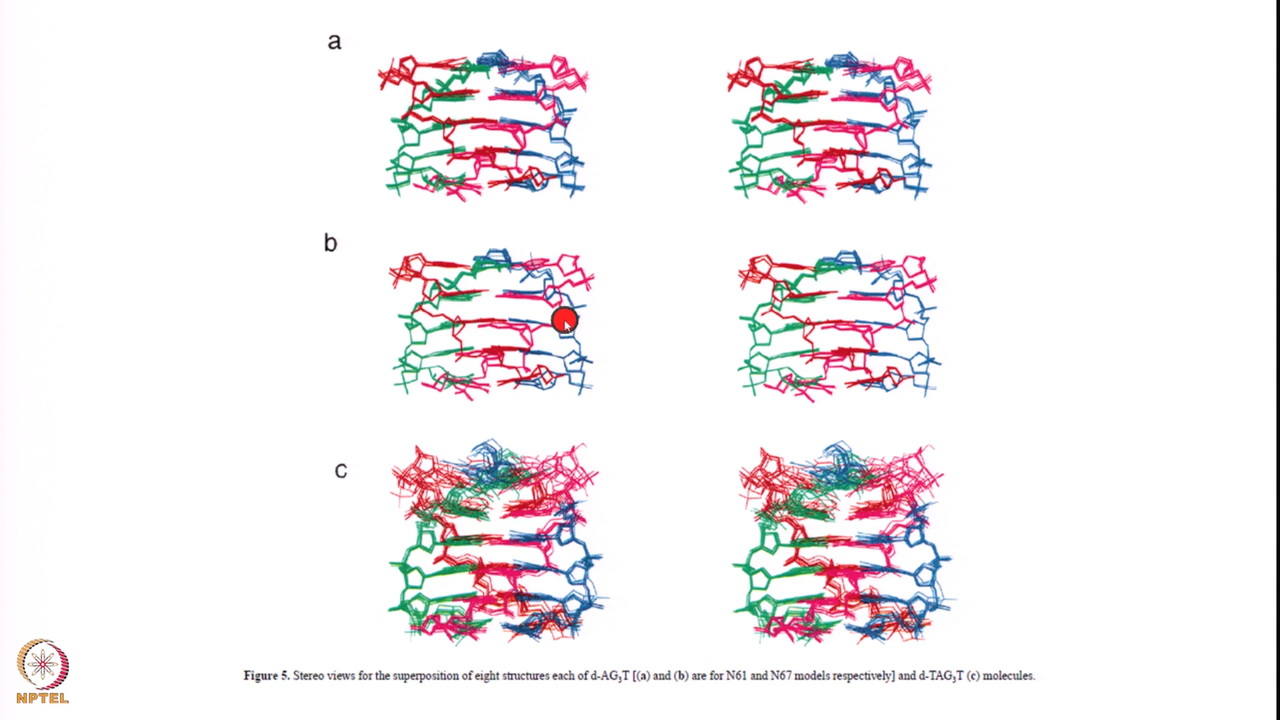 a
b
c
NPTEL
Figure 5. Stereo views for the superposition of eight structures each of d-AG₃T [(a) and (b) are for N61 and N67 models respectively] and d-TAG₃T (c) molecules.